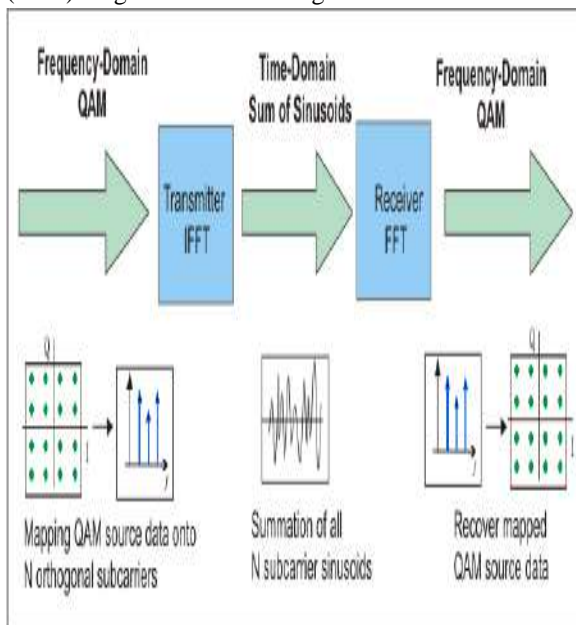 Frequency-Domain
QAM
Time-Domain
Sum of Sinusoids
Frequency-Domain
QAM
Transmitter
IFFT
Receiver
FFT
Q
I
f
Q
f
I
Mapping QAM source data onto
N orthogonal subcarriers
Summation of all
N subcarrier sinusoids
Recover mapped
QAM source data